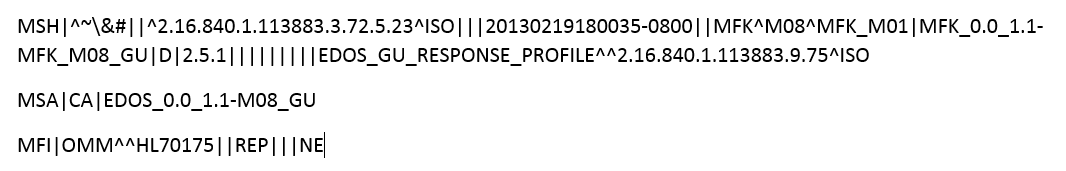 MSH|^~\&#||^2.16.840.1.113883.3.72.5.23^ISO|||20130219180035-0800||MFK^M08^MFK_M01|MFK_0.0_1.1-
MFK_M08_GU|D|2.5.1|||||||||EDOS_GU_RESPONSE_PROFILE^^2.16.840.1.113883.9.75^ISO
MSA|CA|EDOS_0.0_1.1-M08_GU
MFI|OMM^^HL70175||REP|||NE